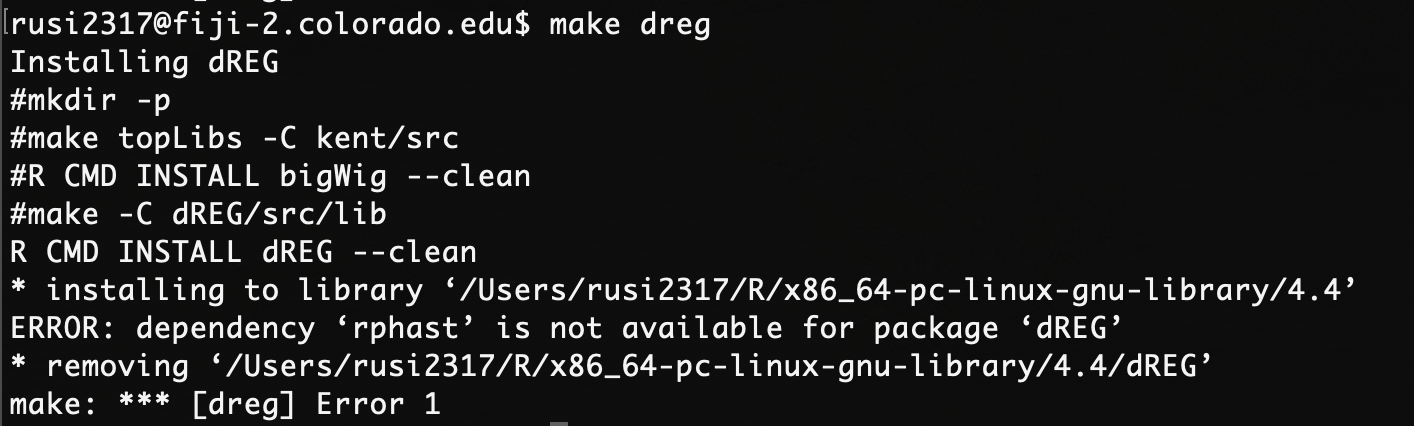 rusi2317@fiji-2.colorado.edu$ make dreg
Installing dREG
#mkdir -p
#make topLibs -C kent/src
#R CMD INSTALL bigWig --clean
#make -C dREG/src/lib
R CMD INSTALL dREG --clean
* installing to library ‘/Users/rusi2317/R/x86_64-pc-linux-gnu-library/4.4’
ERROR: dependency ‘rphast’ is not available for package ‘dREG’
* removing ‘/Users/rusi2317/R/x86_64-pc-linux-gnu-library/4.4/dREG’
make: *** [dreg] Error 1